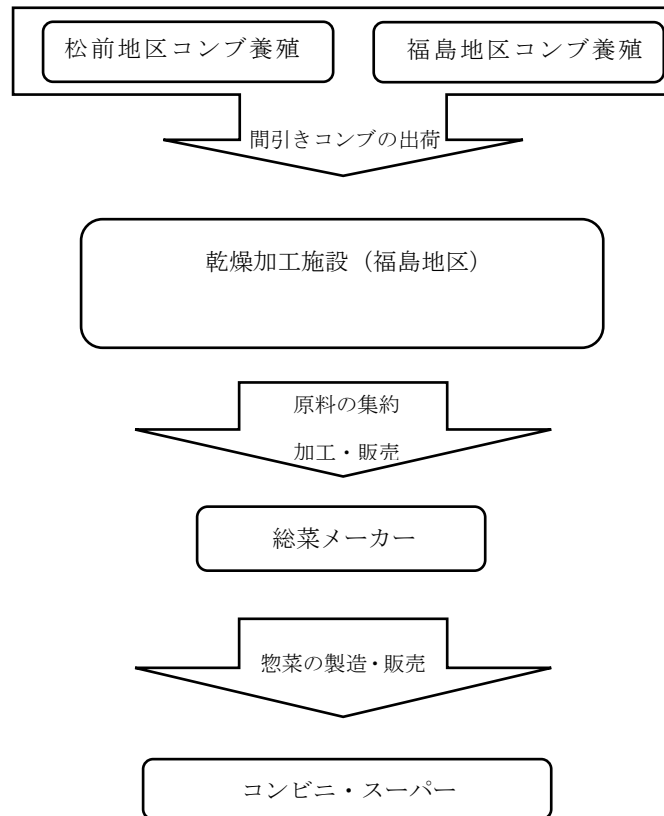 松前地区コンブ養殖
福島地区コンブ養殖
間引きコンブの出荷
乾燥加工施設（福島地区）
原料の集約
加工・販売
総菜メーカー
惣菜の製造・販売
コンビニ・スーパー